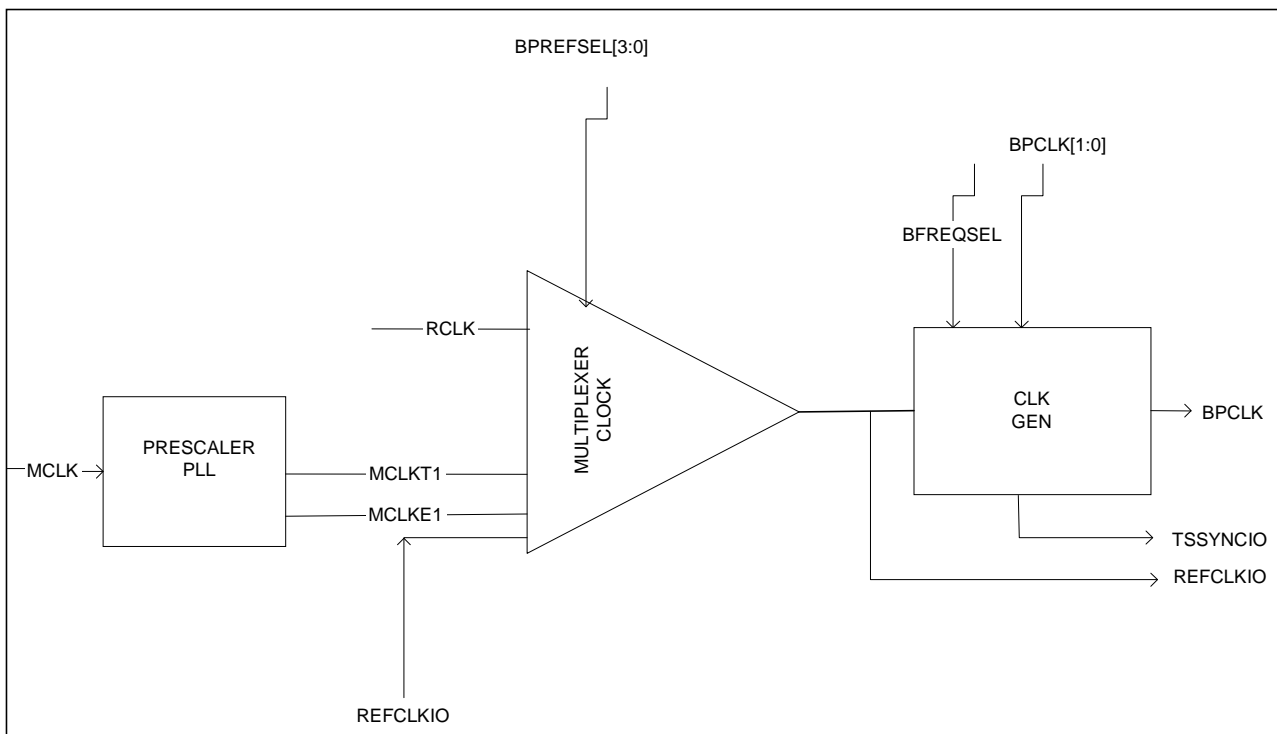 BPREFSEL[3:0]
BPCLK[1:0]
BFREQSEL
RCLK
MULTIPLEXER
CLOCK
CLK
GEN
BPCLK
PRESCALER
PLL
MCLK
MCLKT1
MCLKE1
TSSYNCIO
REFCLKIO
REFCLKIO